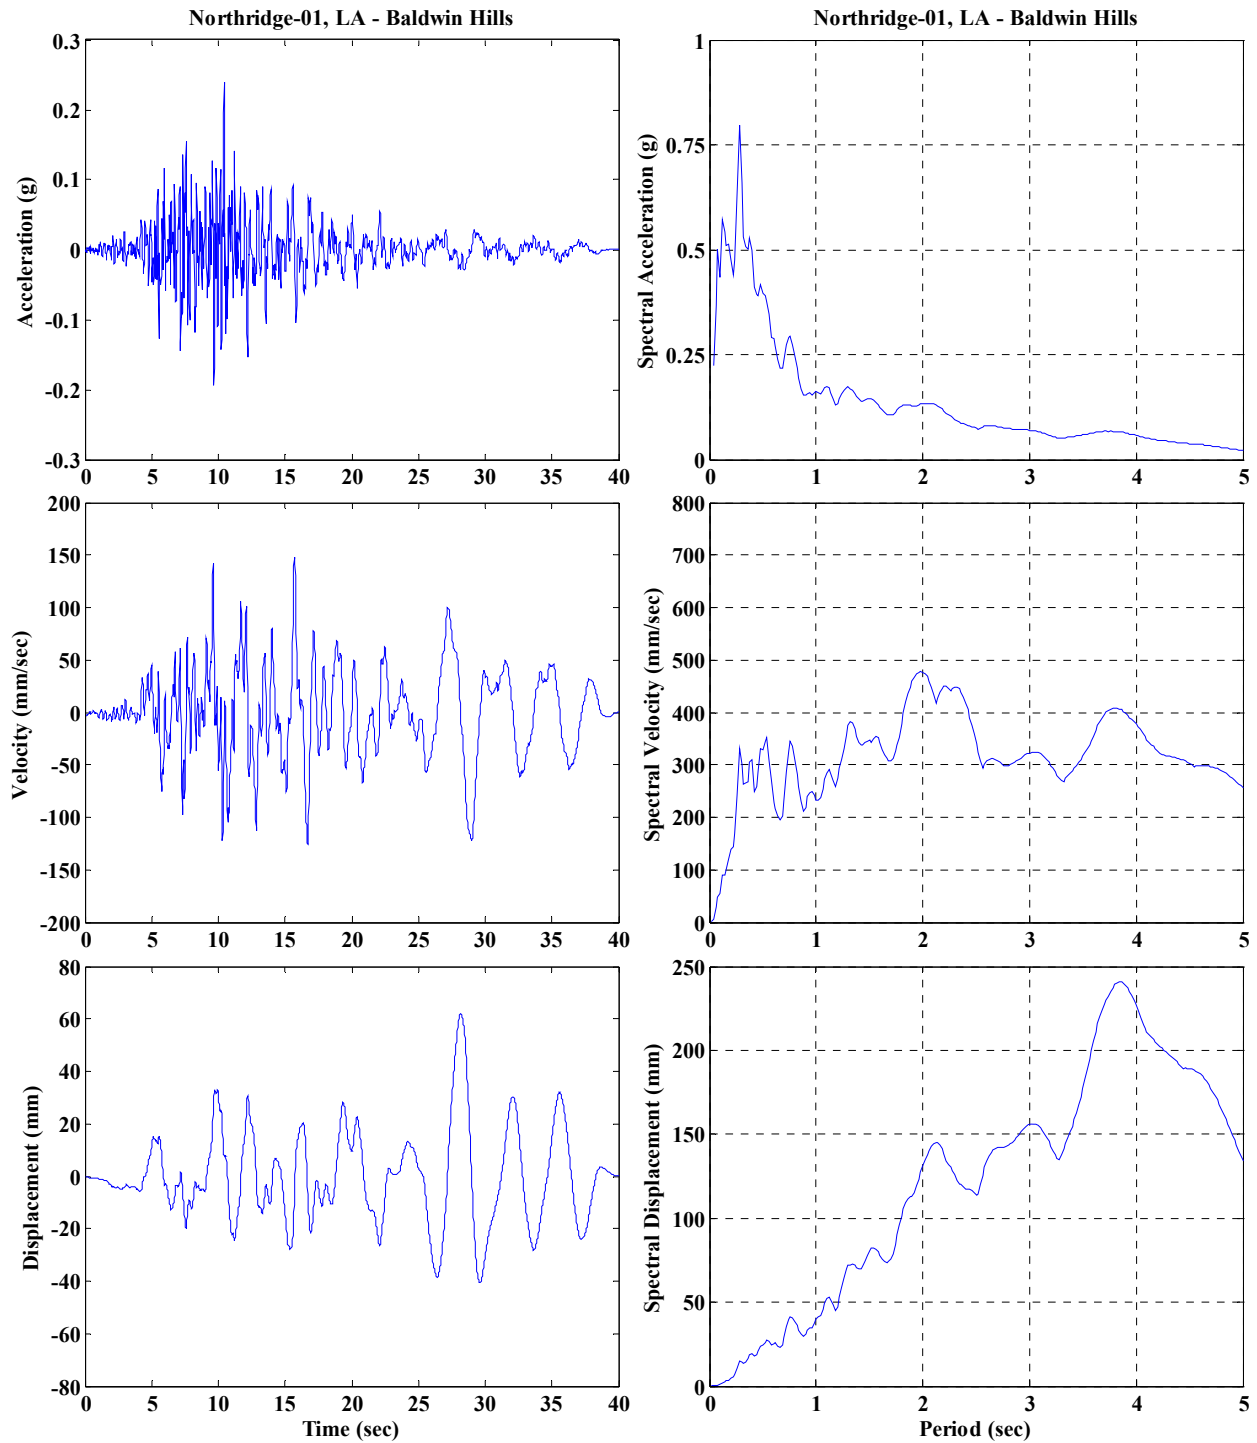 Northridge-01, LA - Baldwin Hills
0.3
0.2
0.1
0
-0.1
-0.2
-0.3
Acceleration (g)
0 5 10 15 20 25 30 35 40
Northridge-01, LA - Baldwin Hills
1
0.75
0.5
0.25
0
Spectral Acceleration (g)
0 1 2 3 4 5
200
150
100
50
0
-50
-100
-150
-200
Velocity (mm/sec)
0 5 10 15 20 25 30 35 40
800
700
600
500
400
300
200
100
0
Spectral Velocity (mm/sec)
0 1 2 3 4 5
80
60
40
20
0
-20
-40
-60
-80
Displacement (mm)
0 5 10 15 20 25 30 35 40
Time (sec)
250
200
150
100
50
0
Spectral Displacement (mm)
0 1 2 3 4 5
Period (sec)